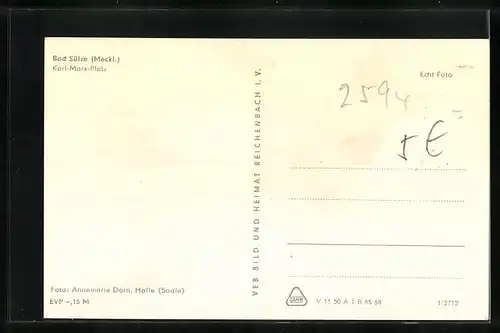 Bad Sülze (Meckl.)
Karl-Marx-Platz
Echt Foto
2594
5 €
VEB BILD UND HEIMAT REICHENBACH I. V.
Foto: Annemarie Dorn, Halle (Saale)
EVP –,15 M
V 11 50 A 1 B 65 68
1/3712